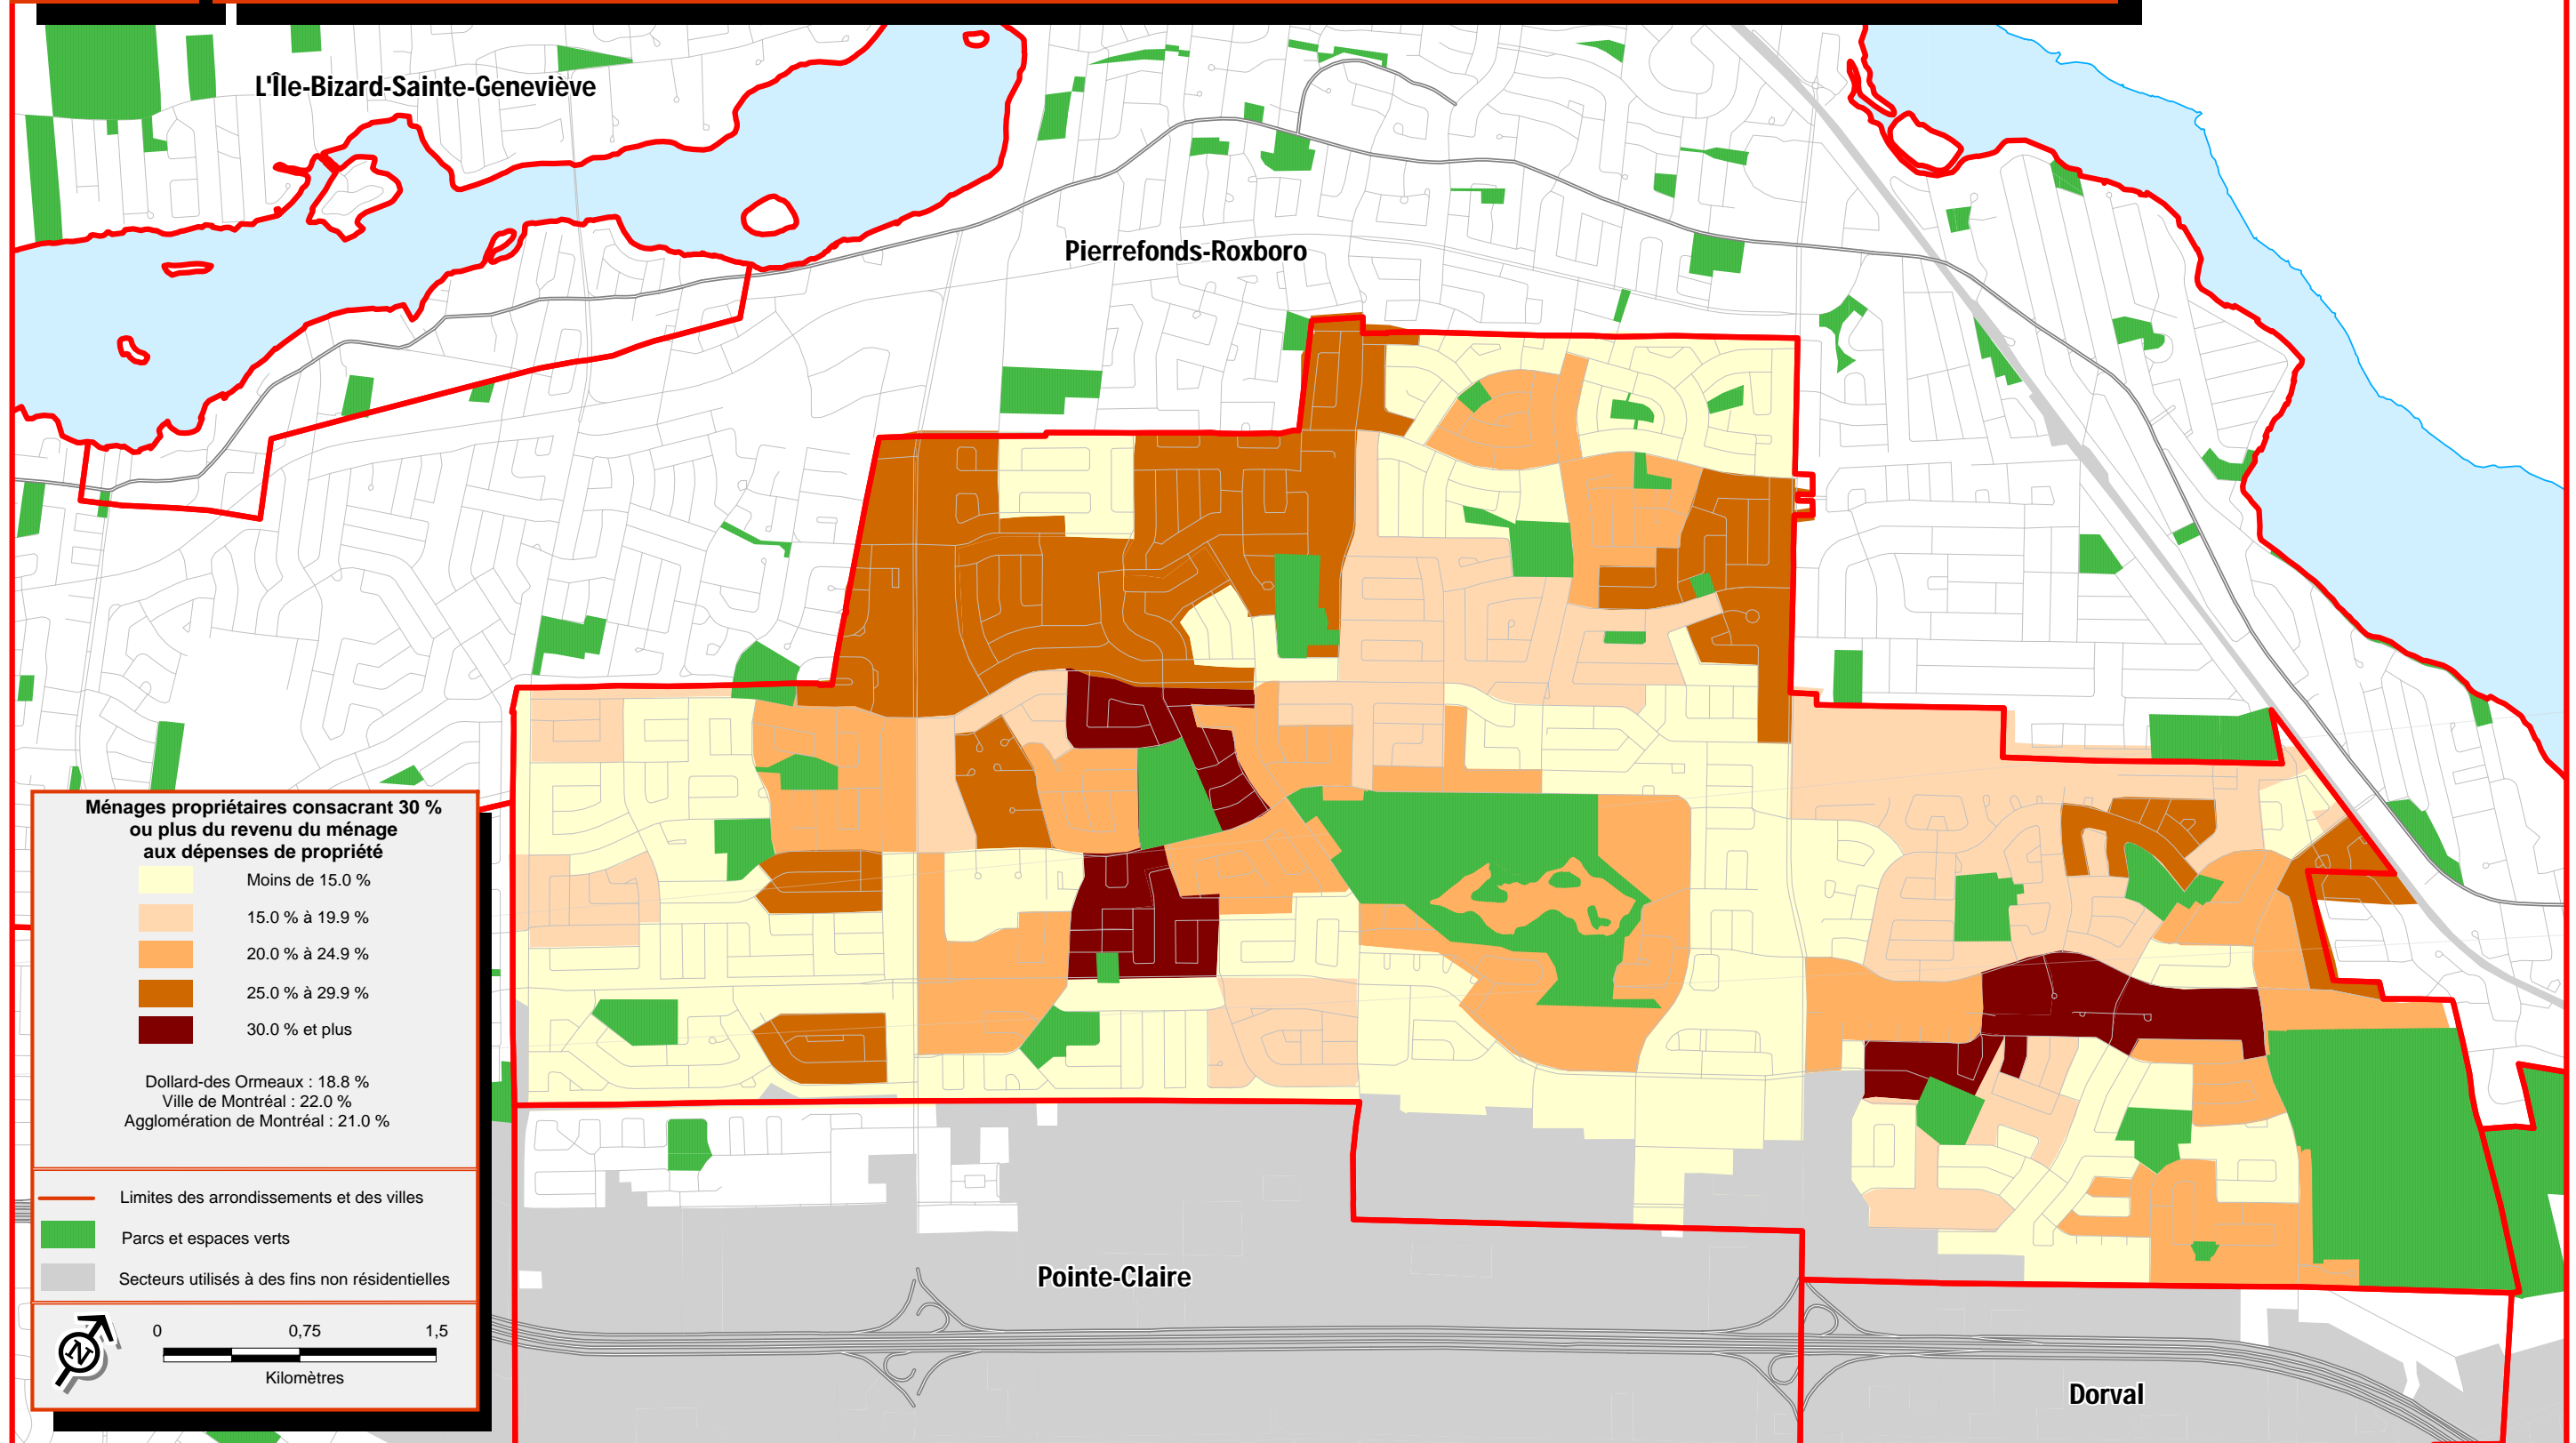 L'Île-Bizard-Sainte-Geneviève
Pierrefonds-Roxboro
Ménages propriétaires consacrant 30 %
ou plus du revenu du ménage
aux dépenses de propriété
Moins de 15.0 %
15.0 % à 19.9 %
20.0 % à 24.9 %
25.0 % à 29.9 %
30.0 % et plus
Dollard-des Ormeaux : 18.8 %
Ville de Montréal : 22.0 %
Agglomération de Montréal : 21.0 %
Limites des arrondissements et des villes
Parcs et espaces verts
Secteurs utilisés à des fins non résidentielles
N
0 0,75 1,5
Kilomètres
Pointe-Claire
Dorval